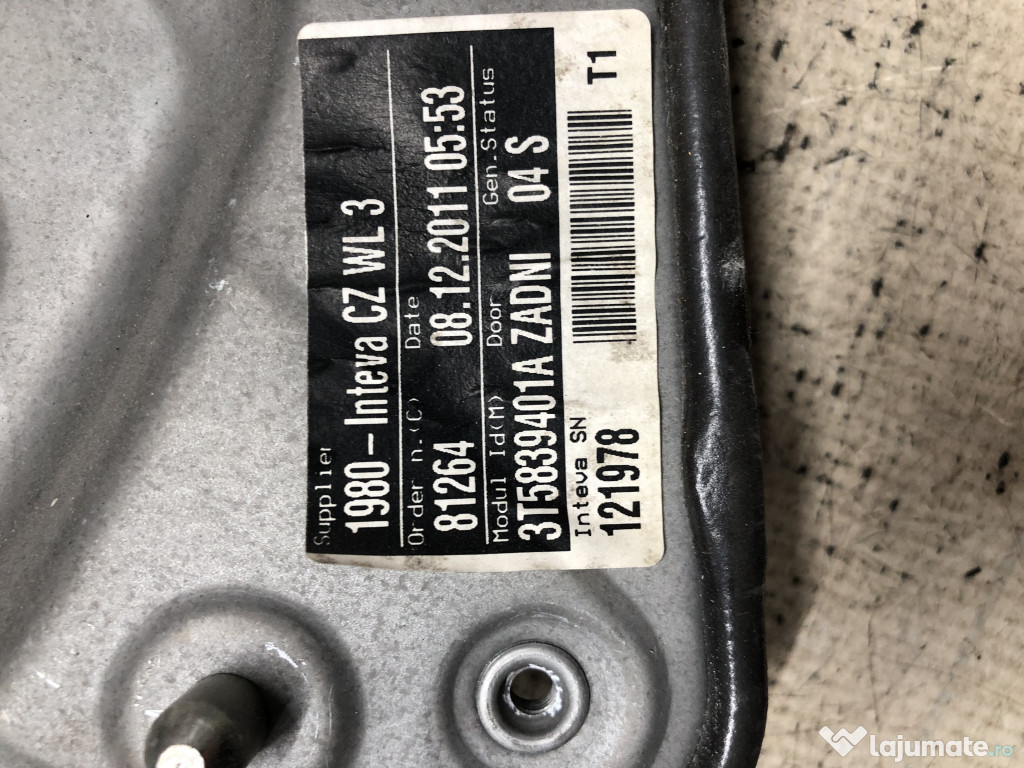 Supplier
1980-Inteva CZ WL 3
Order n.(C) Date
81264 08.12.2011 05:53
Modul Id(M) Door Gen.Status
3T5839401A ZADNI 04 S
Inteva SN
121978 T1
lajumate.ro